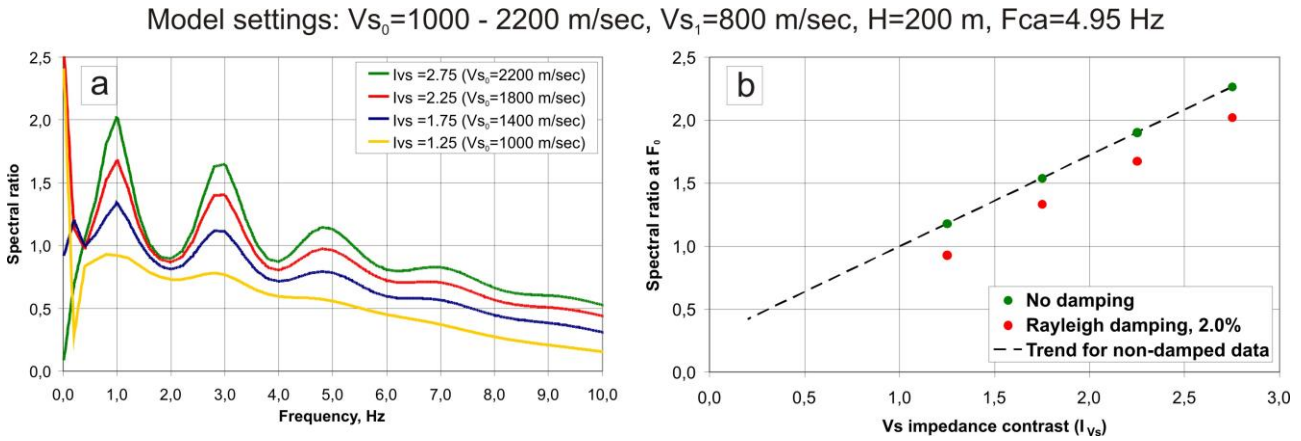 Model settings: Vs₀=1000 - 2200 m/sec, Vs₁=800 m/sec, H=200 m, Fca=4.95 Hz
a
Ivs =2.75 (Vs₀=2200 m/sec)
Ivs =2.25 (Vs₀=1800 m/sec)
Ivs =1.75 (Vs₀=1400 m/sec)
Ivs =1.25 (Vs₀=1000 m/sec)
2,5
2,0
1,5
1,0
0,5
0,0
Spectral ratio
0,0 1,0 2,0 3,0 4,0 5,0 6,0 7,0 8,0 9,0 10,0
Frequency, Hz
b
2,5
2,0
1,5
1,0
0,5
0,0
Spectral ratio at F₀
No damping
Rayleigh damping, 2.0%
Trend for non-damped data
0,0 0,5 1,0 1,5 2,0 2,5 3,0
Vs impedance contrast (I_Vs)